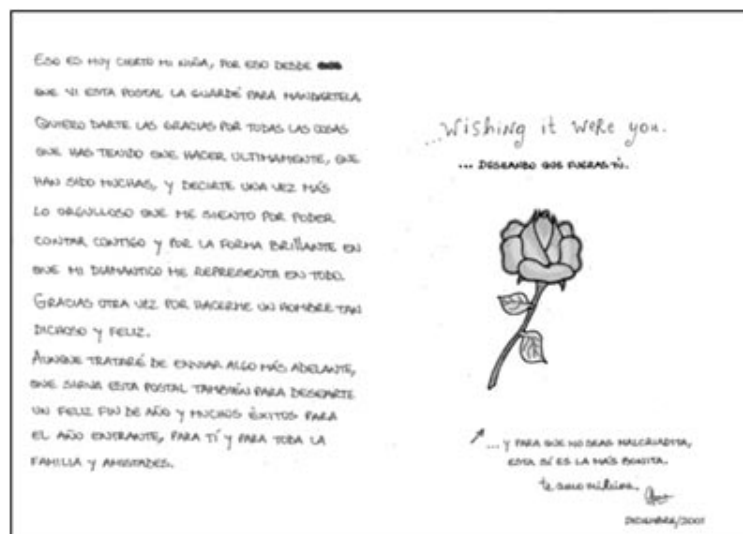 ESO ES MUY CIERTO MI NIÑA, POR ESO DESDE
QUE VI ESTA POSTAL LA GUARDÉ PARA MANDARTELA
QUIERO DARTE LAS GRACIAS POR TODAS LAS COSAS
QUE HAS TENIDO QUE HACER ULTIMAMENTE, QUE
HAN SIDO MUCHAS, Y DECIRTE UNA VEZ MÁS
LO ORGULLOSO QUE ME SIENTO POR PODER
CONTAR CONTIGO Y POR LA FORMA BRILLANTE EN
QUE MI DIAMANTICO ME REPRESENTA EN TODO.
GRACIAS OTRA VEZ POR HACERME UN HOMBRE TAN
DICHOSO Y FELIZ.
AUNQUE TRATARÉ DE ENVIAR ALGO MÁS ADELANTE,
QUE SIRVA ESTA POSTAL TAMBIÉN PARA DESEARTE
UN FELIZ FIN DE AÑO Y MUCHOS ÉXITOS PARA
EL AÑO ENTRANTE, PARA TÍ Y PARA TODA LA
FAMILIA Y AMISTADES.
...Wishing it were you.
... DESEANDO QUE FUERAS TÚ.
... Y PARA QUE NO SEAS MALCRIADITA,
ESTA SÍ ES LA MÁS BONITA.
te amo
DICIEMBRE/2001